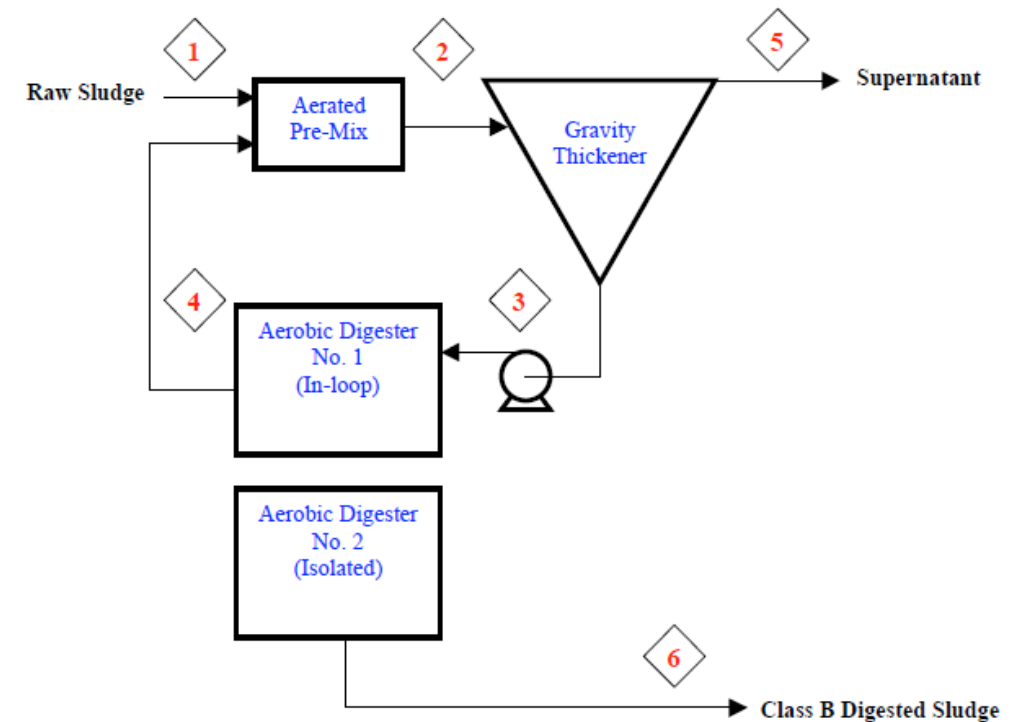 1
2
5
Raw Sludge
Aerated
Pre-Mix
Gravity
Thickener
Supernatant
4
3
Aerobic Digester
No. 1
(In-loop)
Aerobic Digester
No. 2
(Isolated)
6
Class B Digested Sludge